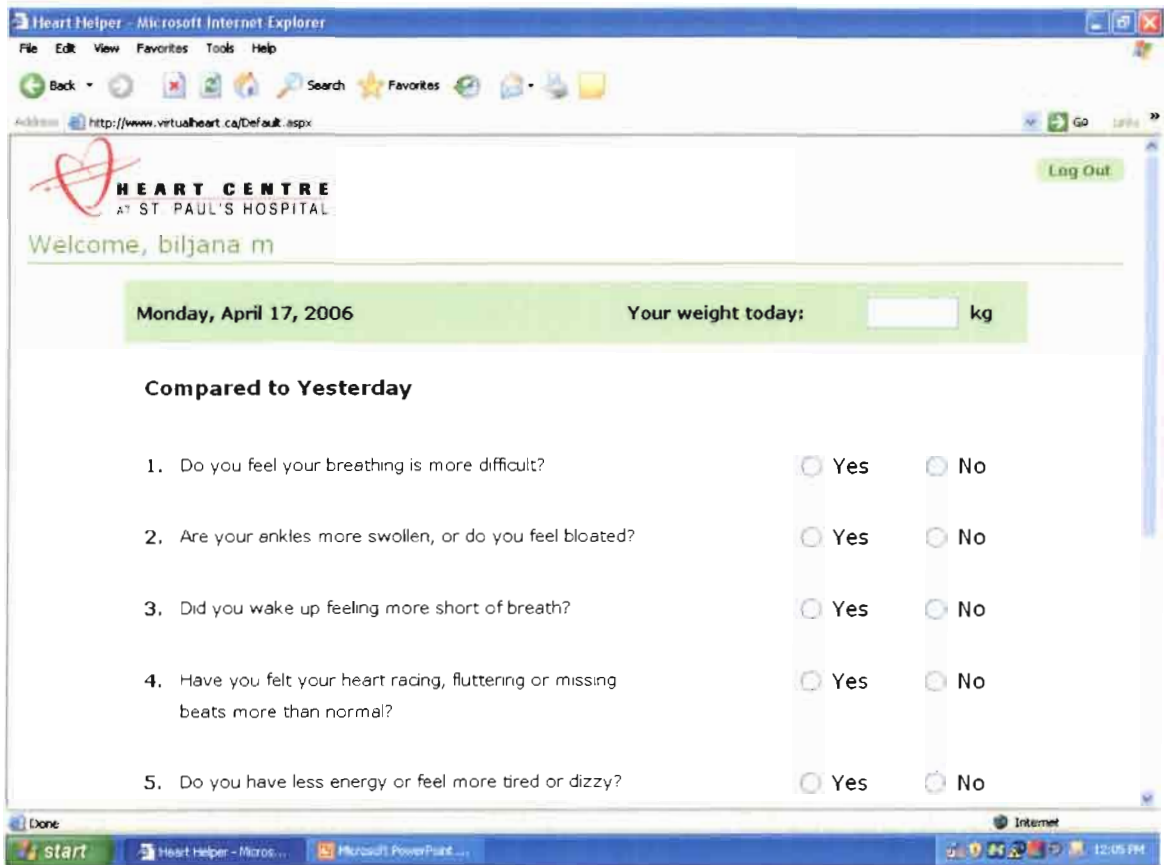 Heart Helper - Microsoft Internet Explorer
File Edit View Favorites Tools Help
Back Search Favorites
Address http://www.virtualheart.ca/Default.aspx Go Links »
HEART CENTRE
AT ST. PAUL'S HOSPITAL
Log Out
Welcome, biljana m
Monday, April 17, 2006 Your weight today: kg
Compared to Yesterday
1. Do you feel your breathing is more difficult? Yes No
2. Are your ankles more swollen, or do you feel bloated? Yes No
3. Did you wake up feeling more short of breath? Yes No
4. Have you felt your heart racing, fluttering or missing Yes No
beats more than normal?
5. Do you have less energy or feel more tired or dizzy? Yes No
Done Internet
start Heart Helper - Micros... Microsoft PowerPoint ... 12:05 PM